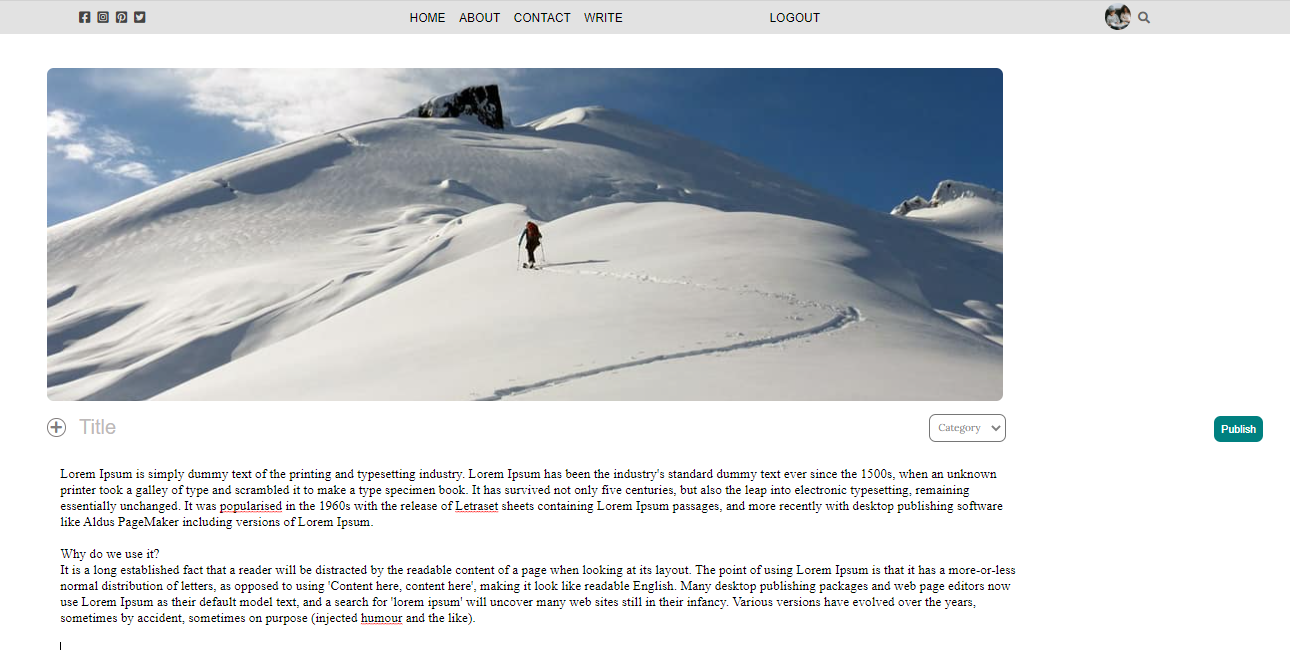 HOME ABOUT CONTACT WRITE LOGOUT
Title
Category
Publish
Lorem Ipsum is simply dummy text of the printing and typesetting industry. Lorem Ipsum has been the industry's standard dummy text ever since the 1500s, when an unknown
printer took a galley of type and scrambled it to make a type specimen book. It has survived not only five centuries, but also the leap into electronic typesetting, remaining
essentially unchanged. It was popularised in the 1960s with the release of Letraset sheets containing Lorem Ipsum passages, and more recently with desktop publishing software
like Aldus PageMaker including versions of Lorem Ipsum.
Why do we use it?
It is a long established fact that a reader will be distracted by the readable content of a page when looking at its layout. The point of using Lorem Ipsum is that it has a more-or-less
normal distribution of letters, as opposed to using 'Content here, content here', making it look like readable English. Many desktop publishing packages and web page editors now
use Lorem Ipsum as their default model text, and a search for 'lorem ipsum' will uncover many web sites still in their infancy. Various versions have evolved over the years,
sometimes by accident, sometimes on purpose (injected humour and the like).